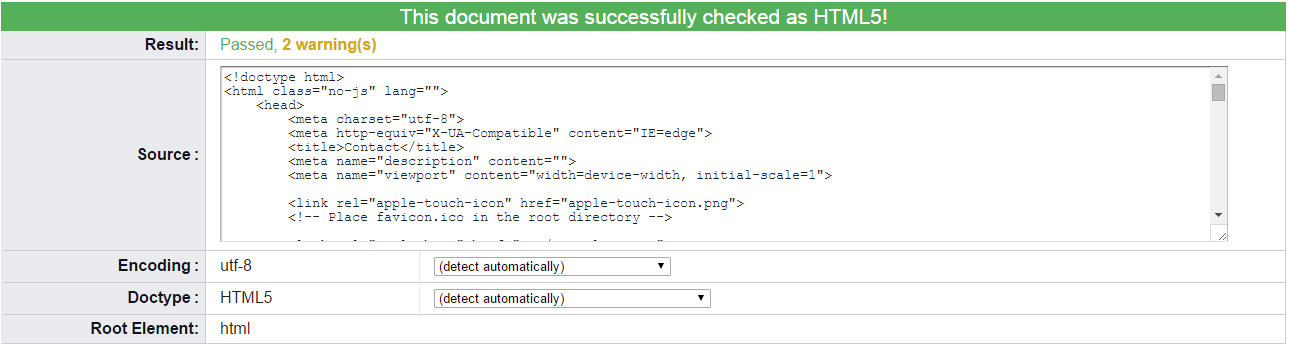 This document was successfully checked as HTML5!
Result: Passed, 2 warning(s)
Source :
<!doctype html>
<html class="no-js" lang="">
<head>
<meta charset="utf-8">
<meta http-equiv="X-UA-Compatible" content="IE=edge">
<title>Contact</title>
<meta name="description" content="">
<meta name="viewport" content="width=device-width, initial-scale=1">
<link rel="apple-touch-icon" href="apple-touch-icon.png">
<!-- Place favicon.ico in the root directory -->
Encoding : utf-8 (detect automatically)
Doctype : HTML5 (detect automatically)
Root Element: html